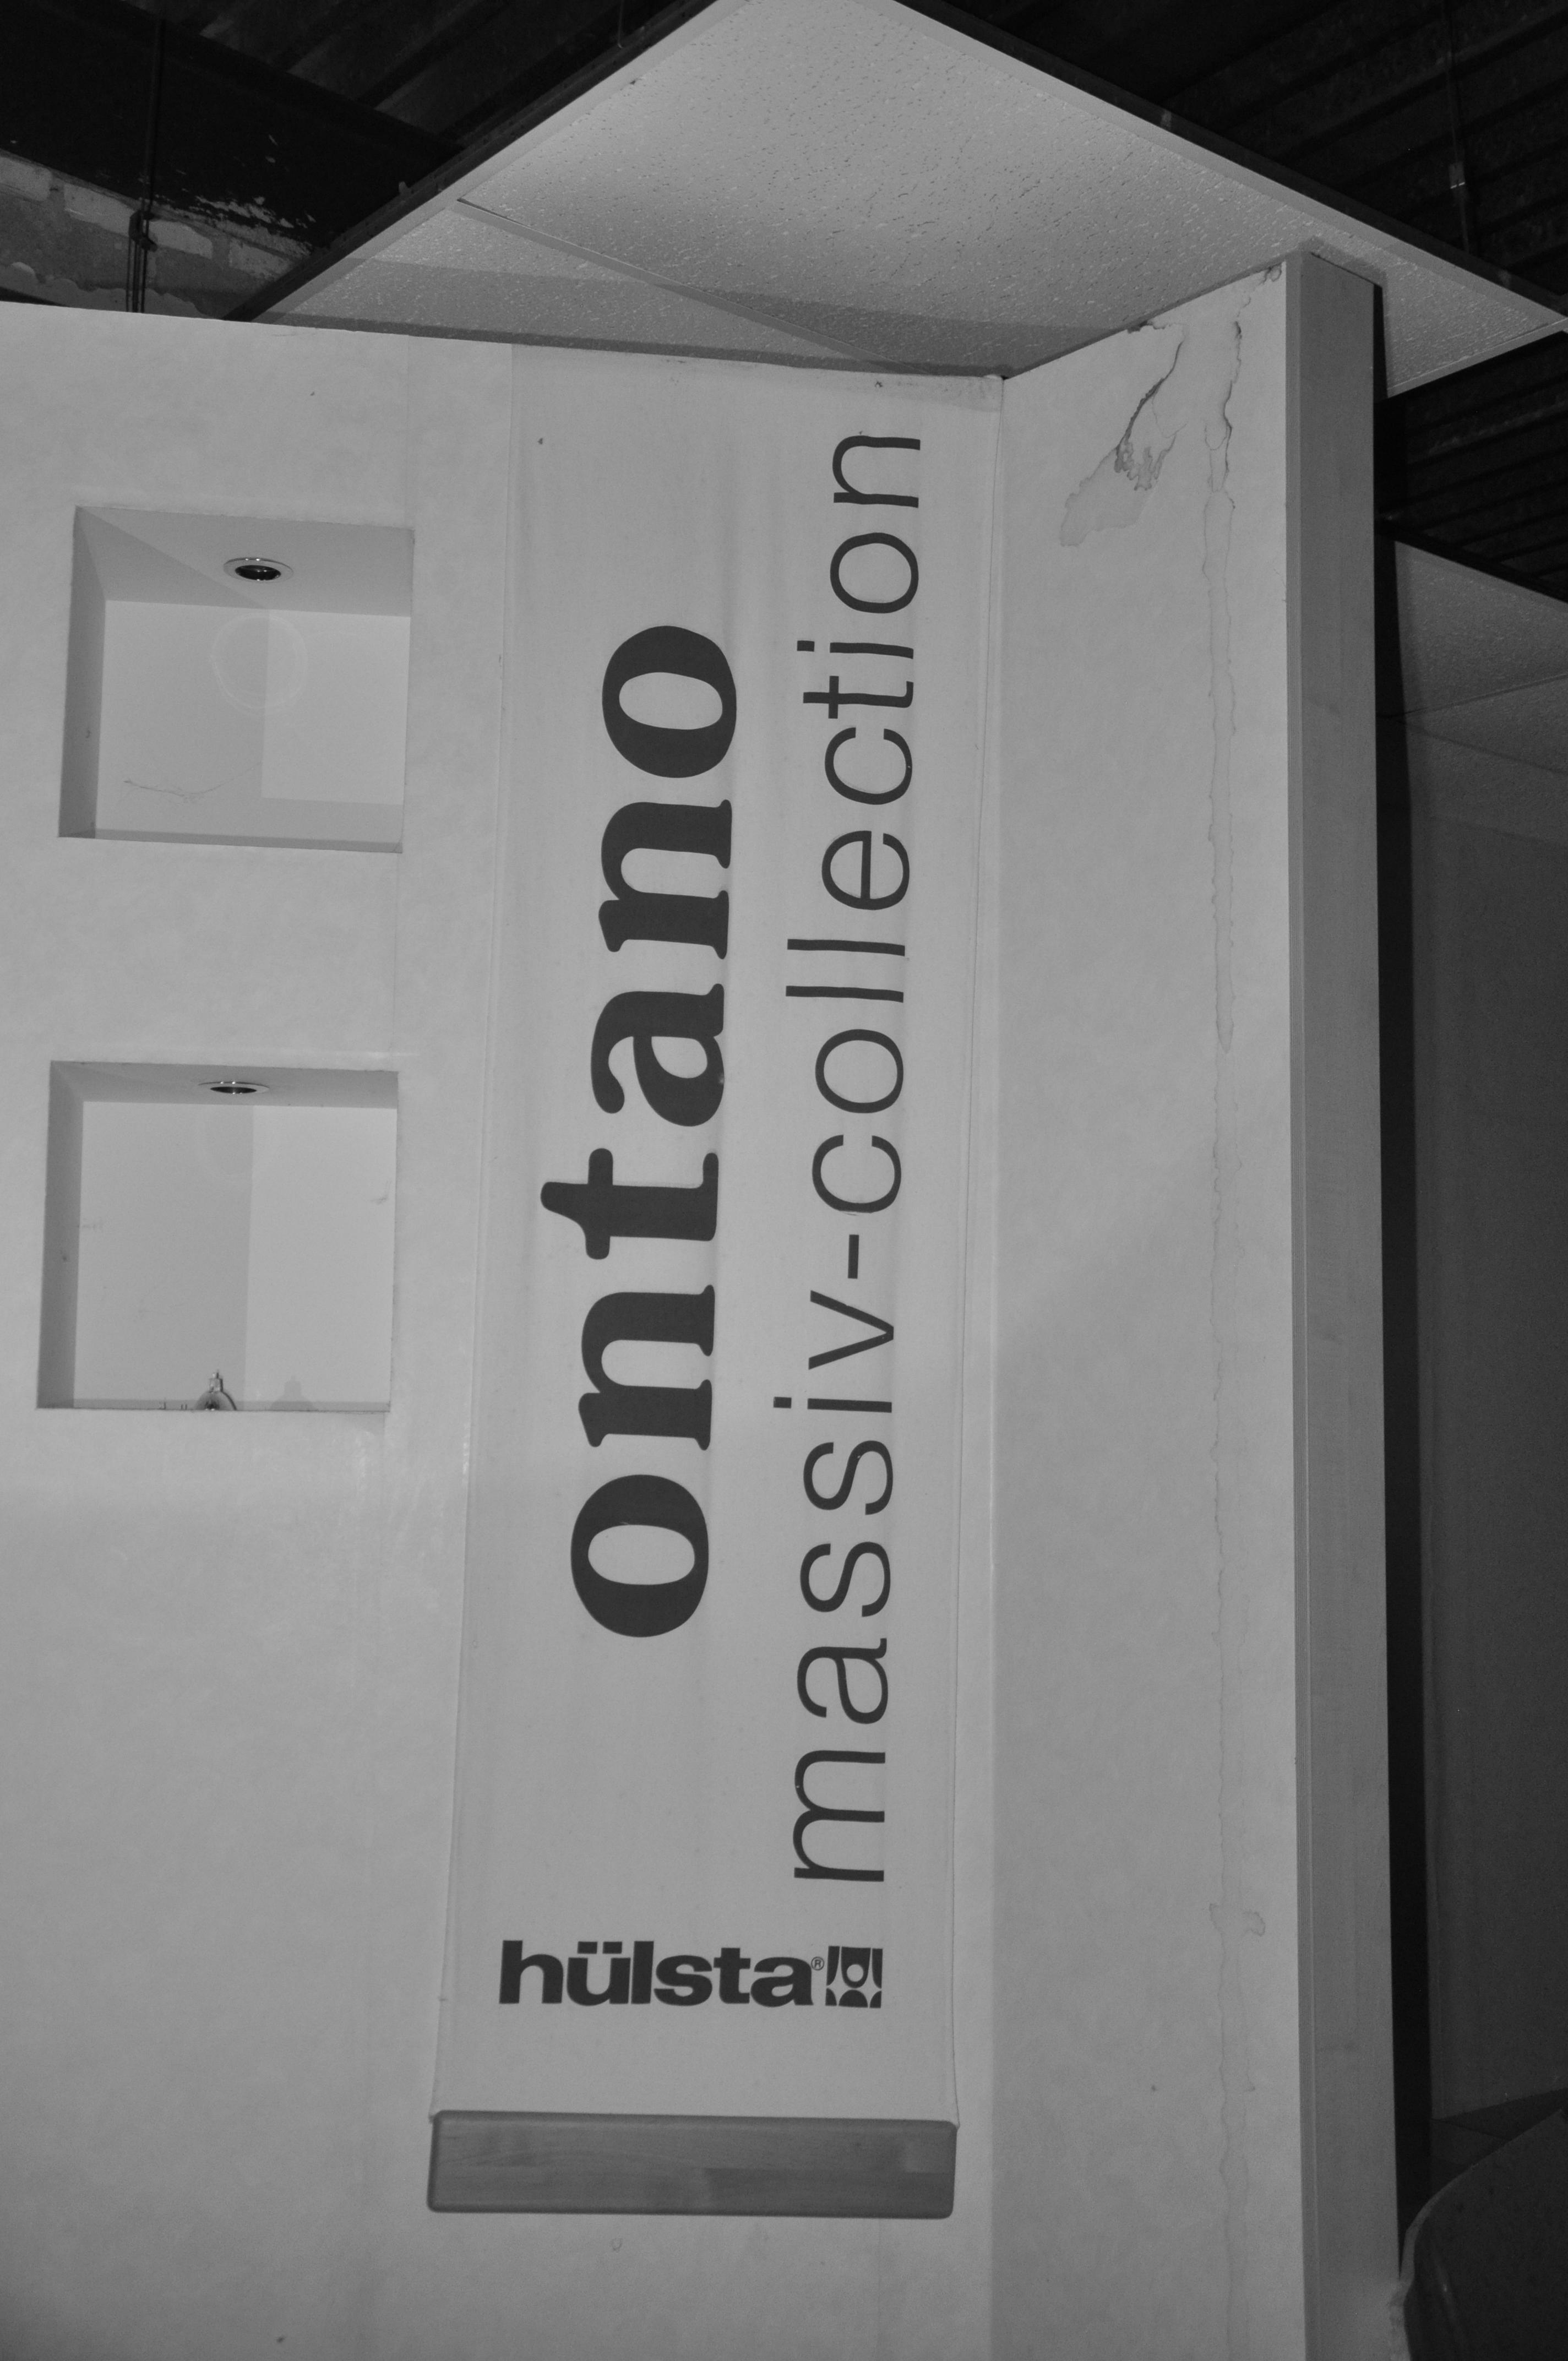 ontano
massiv-collection
hülsta®